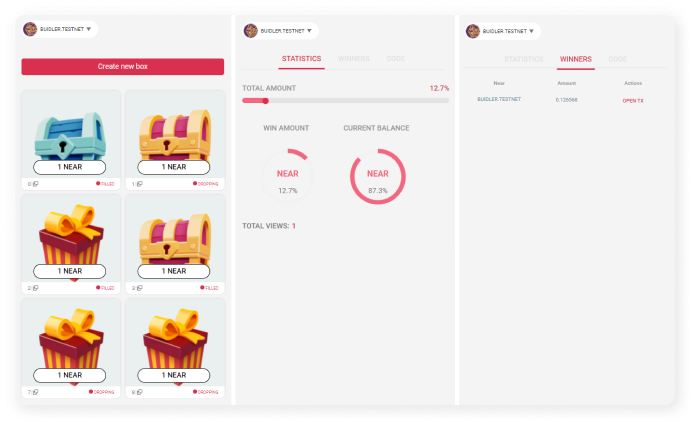 BUIDLER.TESTNET
Create new box
1 NEAR
1 NEAR
0
FILLED
1
DROPPING
1 NEAR
1 NEAR
2
FILLED
3
FILLED
1 NEAR
1 NEAR
7
DROPPING
8
DROPPING
BUIDLER.TESTNET
STATISTICS
WINNERS
CODE
TOTAL AMOUNT
12.7%
WIN AMOUNT
CURRENT BALANCE
NEAR
12.7%
NEAR
87.3%
TOTAL VIEWS: 1
BUIDLER.TESTNET
STATISTICS
WINNERS
CODE
Near
Amount
Actions
BUIDLER.TESTNET
OPEN TX